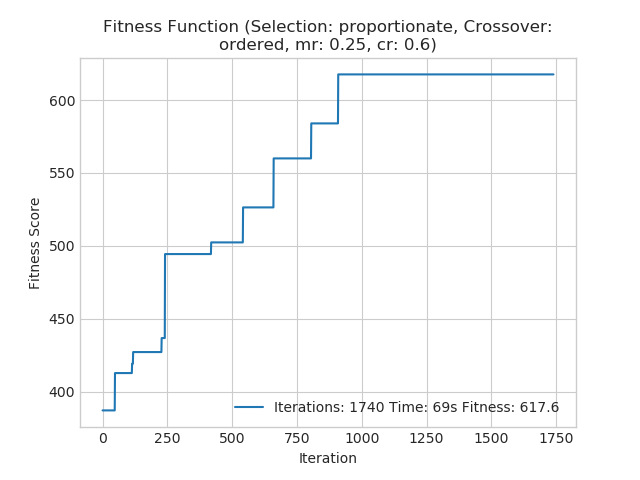 Fitness Function (Selection: proportionate, Crossover:
ordered, mr: 0.25, cr: 0.6)
600
550
500
450
400
Fitness Score
Iterations: 1740 Time: 69s Fitness: 617.6
0 250 500 750 1000 1250 1500 1750
Iteration